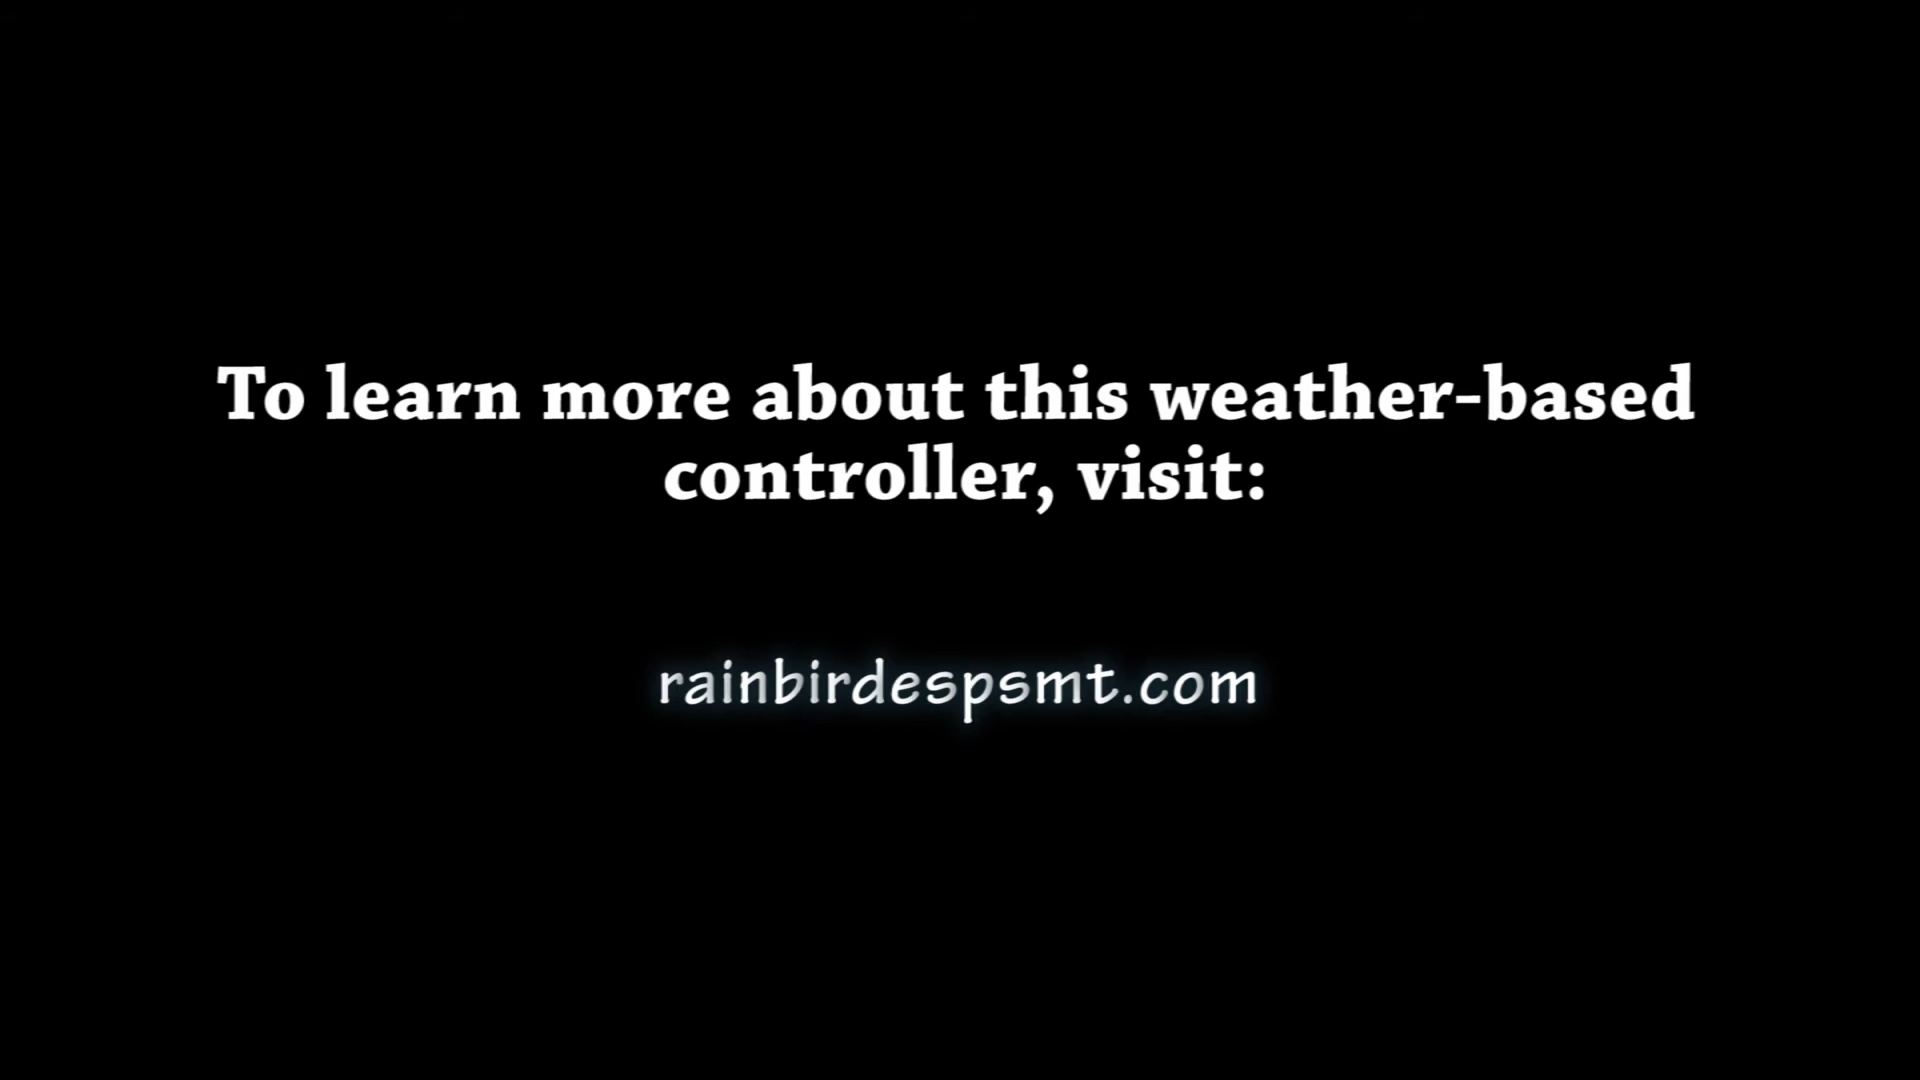 To learn more about this weather-based
controller, visit:
rainbirdespsmt.com